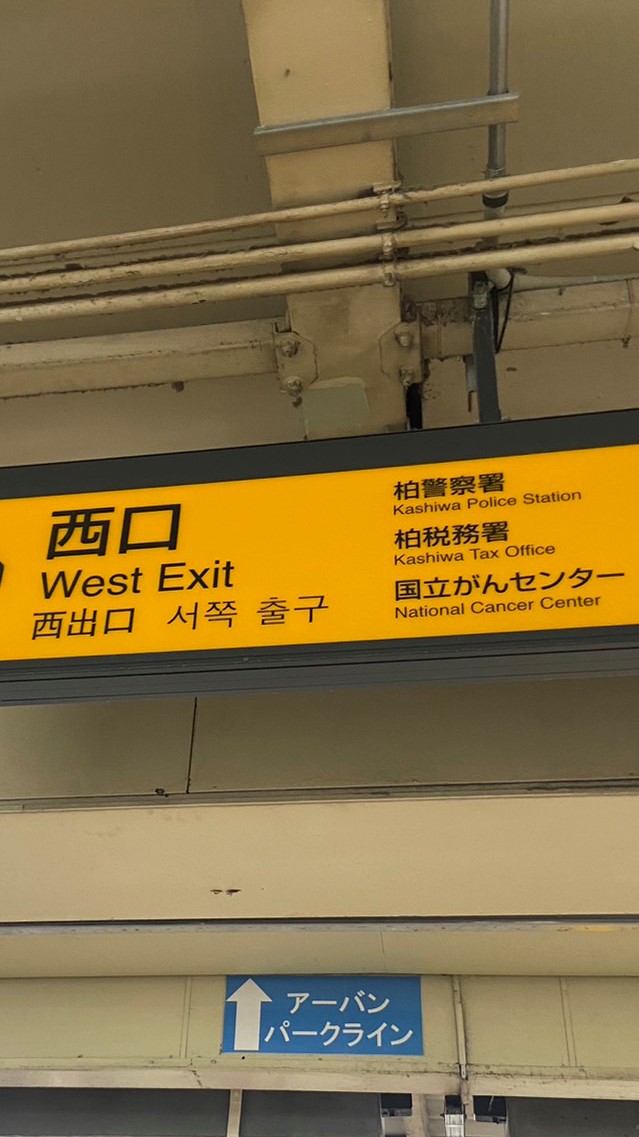 西口
West Exit
西出口 서쪽 출구
柏警察署
Kashiwa Police Station
柏税務署
Kashiwa Tax Office
国立がんセンター
National Cancer Center
アーバン
パークライン